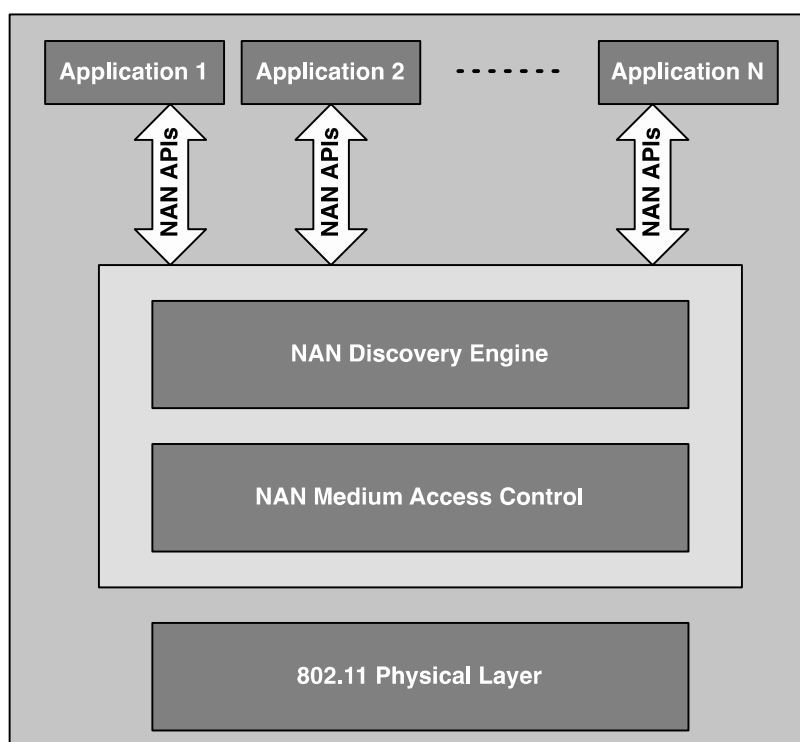 Application 1
Application 2
Application N
NAN APIs
NAN APIs
NAN APIs
NAN Discovery Engine
NAN Medium Access Control
802.11 Physical Layer